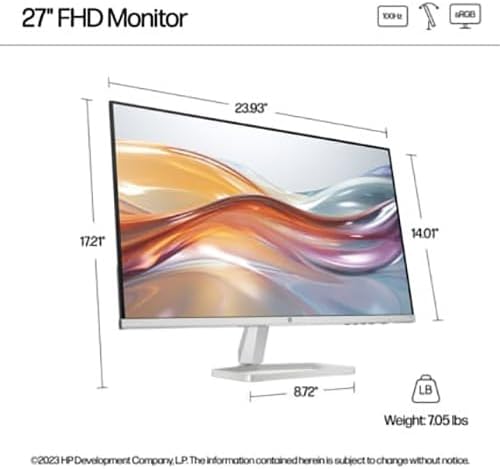 27" FHD Monitor
100Hz
sRGB
23.93"
17.21"
14.01"
8.72"
LB
Weight: 7.05 lbs
©2023 HP Development Company, L.P. The information contained herein is subject to change without notice.